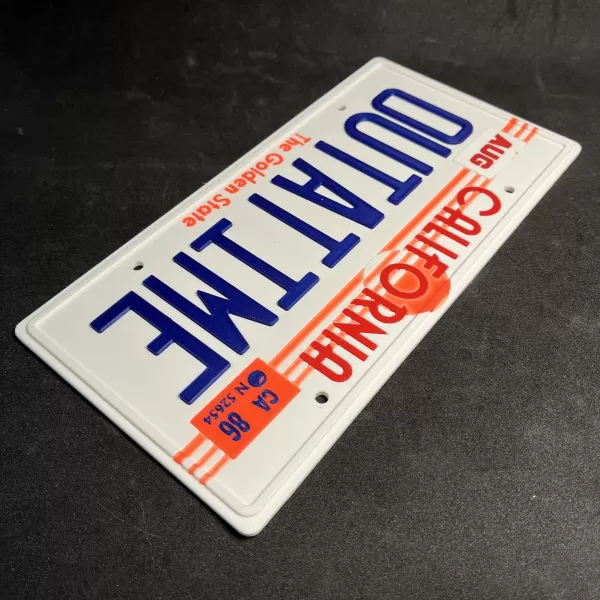 AUG
CALIFORNIA
CA 86
N 52654
OUTATIME
The Golden State